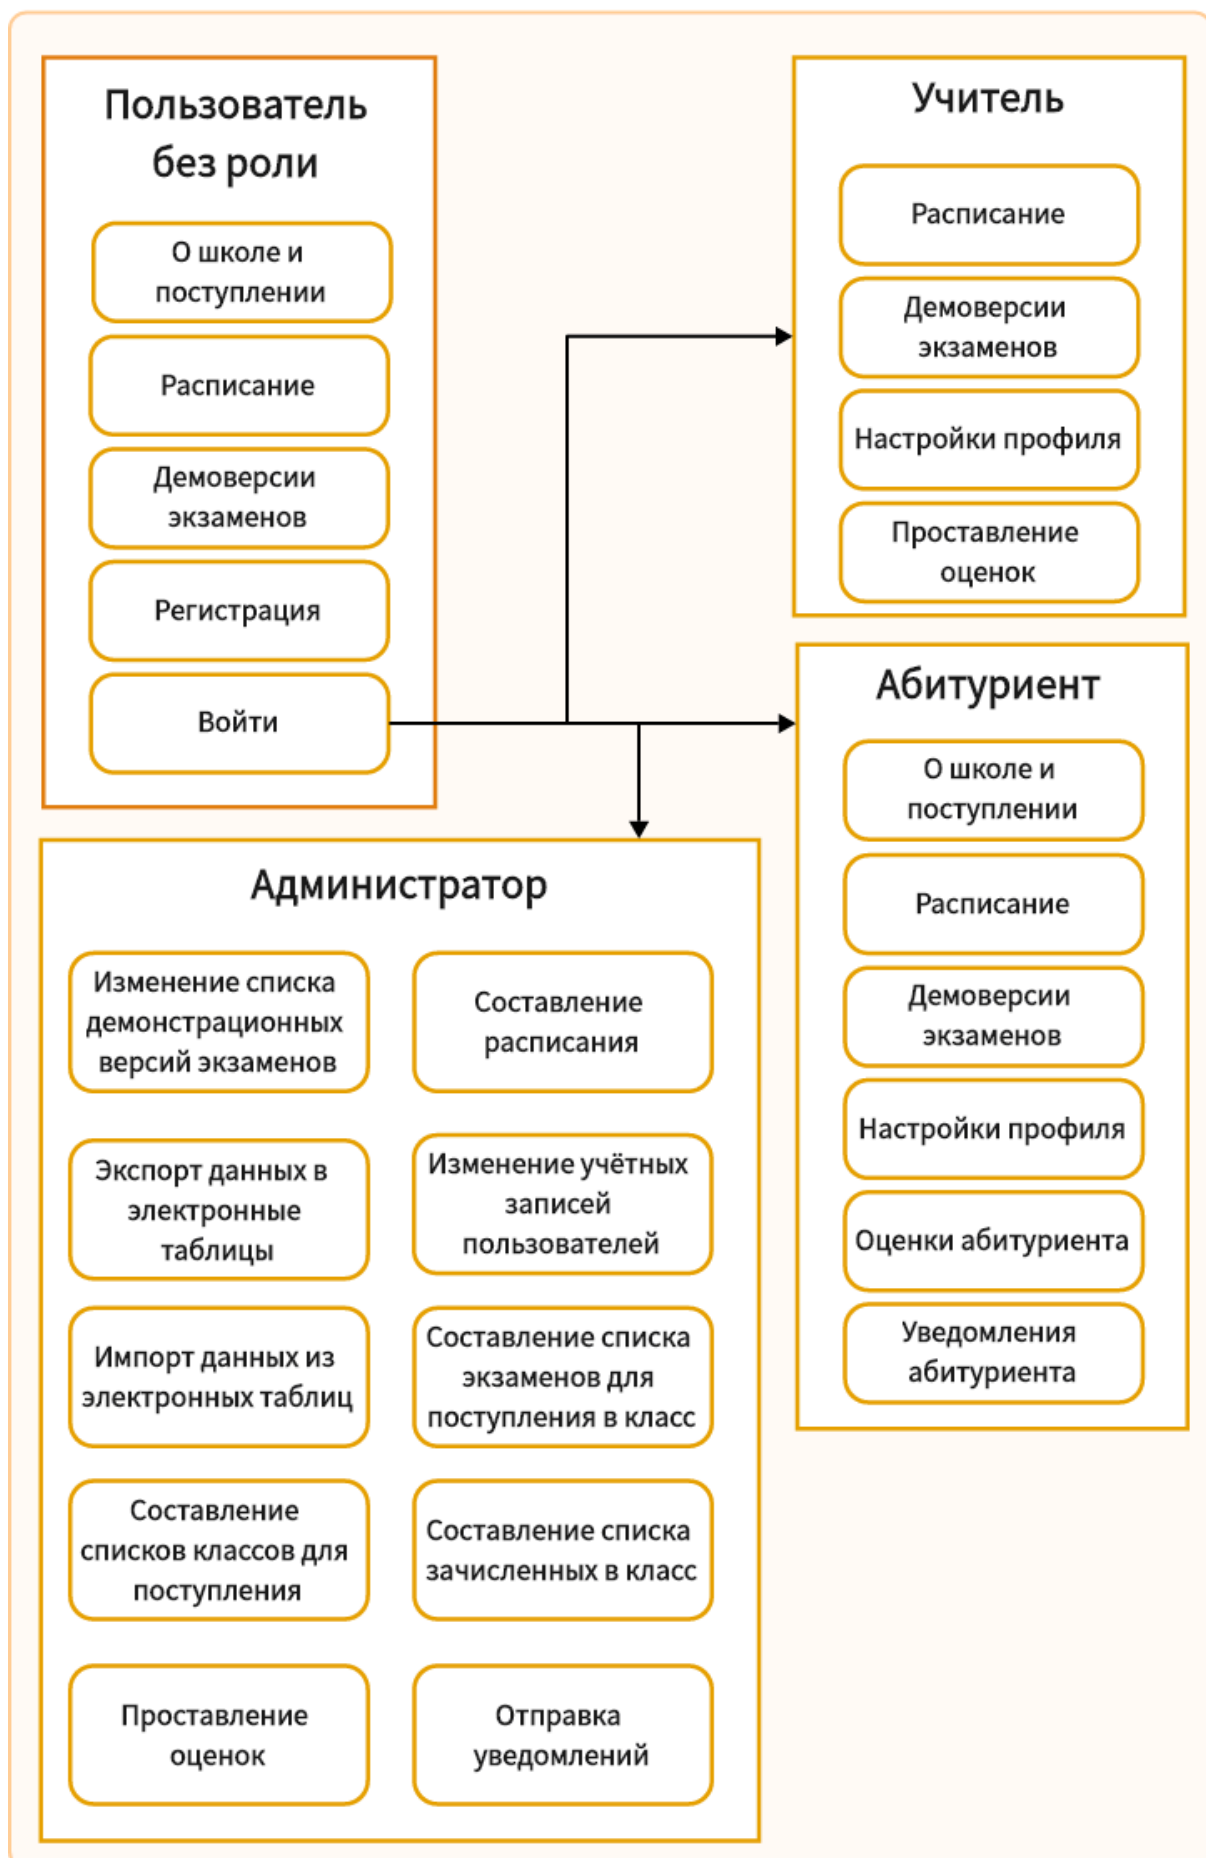 Пользователь
без роли
О школе и
поступлении
Расписание
Демоверсии
экзаменов
Регистрация
Войти
Учитель
Расписание
Демоверсии
экзаменов
Настройки профиля
Проставление
оценок
Абитуриент
О школе и
поступлении
Расписание
Демоверсии
экзаменов
Настройки профиля
Оценки абитуриента
Уведомления
абитуриента
Администратор
Изменение списка
демонстрационных
версий экзаменов
Составление
расписания
Экспорт данных в
электронные
таблицы
Изменение учётных
записей
пользователей
Импорт данных из
электронных таблиц
Составление списка
экзаменов для
поступления в класс
Составление
списков классов для
поступления
Составление списка
зачисленных в класс
Проставление
оценок
Отправка
уведомлений